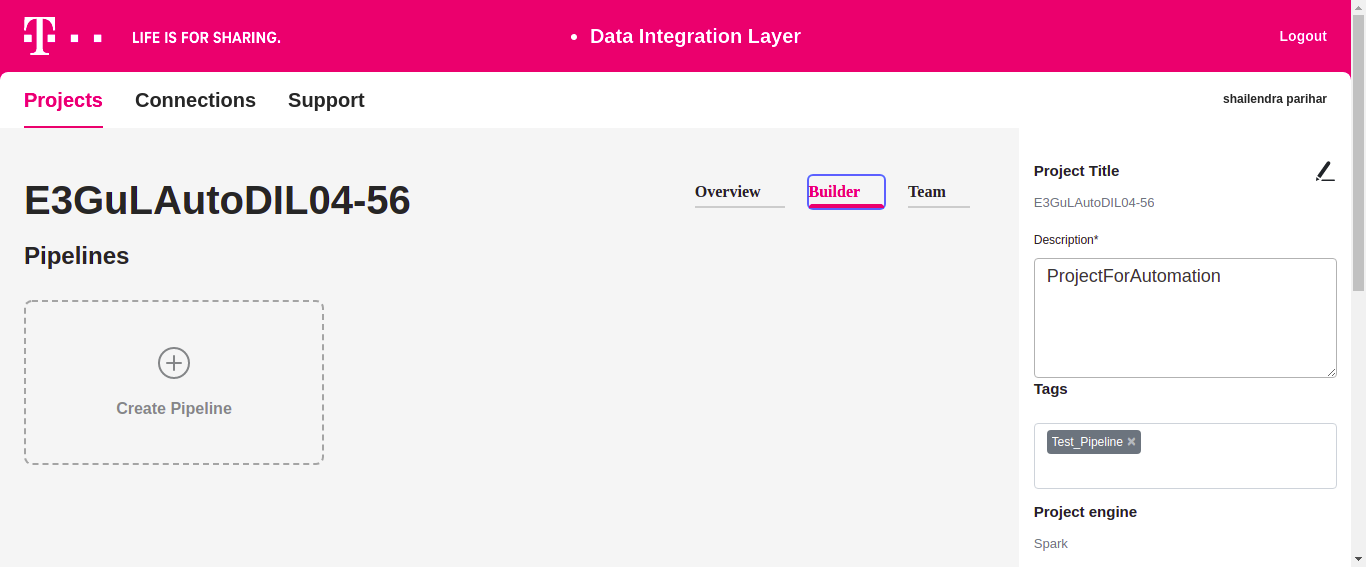 T
LIFE IS FOR SHARING.
Data Integration Layer
Logout
Projects
Connections
Support
shailendra parihar
E3GuLAutoDIL04-56
Overview
Builder
Team
Pipelines
Create Pipeline
Project Title
E3GuLAutoDIL04-56
Description*
ProjectForAutomation
Tags
Test_Pipeline ×
Project engine
Spark